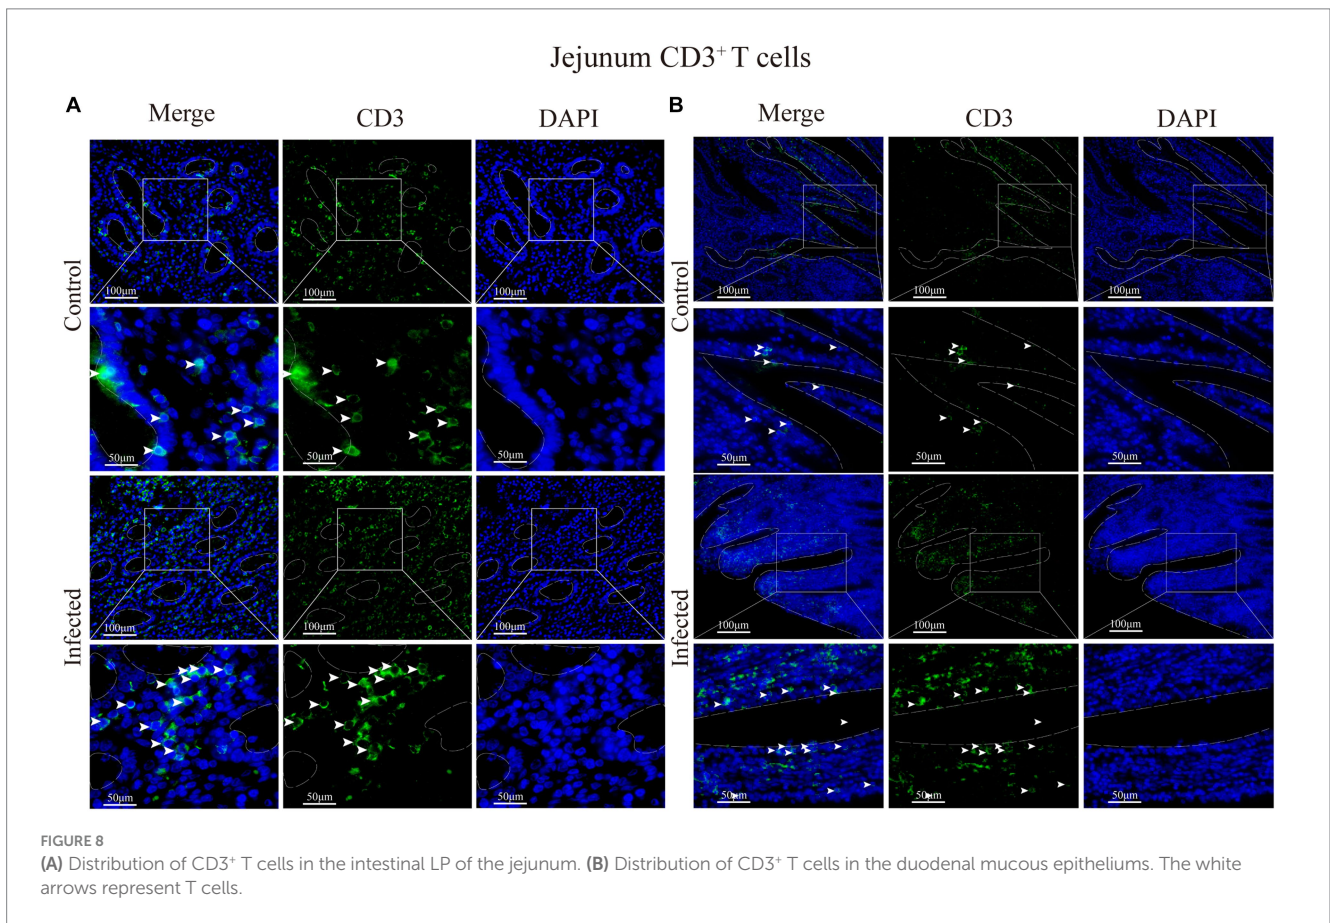 Jejunum CD3+ T cells
A
Merge
CD3
DAPI
B
Merge
CD3
DAPI
Control
100μm
100μm
100μm
50μm
50μm
50μm
Infected
100μm
100μm
100μm
50μm
50μm
50μm
Control
100μm
100μm
100μm
50μm
50μm
50μm
Infected
100μm
100μm
100μm
50μm
50μm
50μm
FIGURE 8
(A) Distribution of CD3+ T cells in the intestinal LP of the jejunum. (B) Distribution of CD3+ T cells in the duodenal mucous epitheliums. The white
arrows represent T cells.